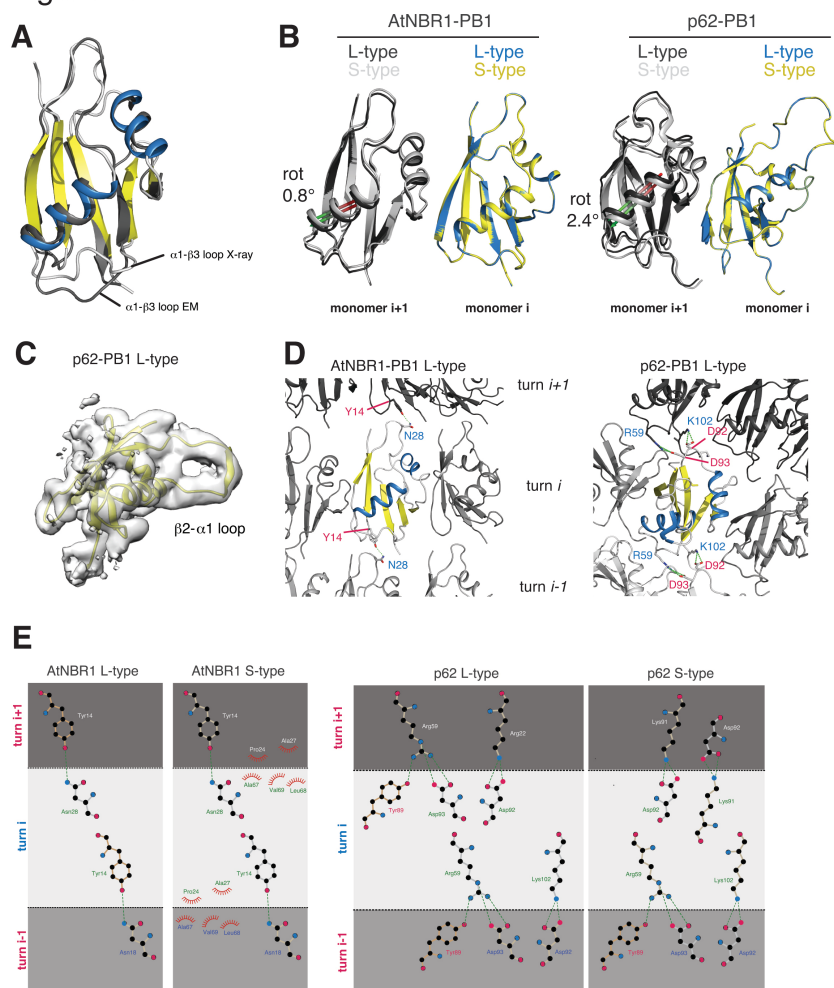 A
α1-β3 loop X-ray
α1-β3 loop EM
B
AtNBR1-PB1
L-type
S-type
L-type
S-type
rot
0.8°
monomer i+1
monomer i
p62-PB1
L-type
S-type
L-type
S-type
rot
2.4°
monomer i+1
monomer i
C
p62-PB1 L-type
β2-α1 loop
D
AtNBR1-PB1 L-type
Y14
N28
Y14
N28
turn i+1
turn i
turn i-1
p62-PB1 L-type
K102
R59
D92
D93
K102
R59
D92
D93
E
AtNBR1 L-type
AtNBR1 S-type
p62 L-type
p62 S-type
turn i+1
turn i
turn i-1
Tyr14
Asn28
Tyr14
Asn18
Tyr14
Ala27
Pro24
Ala67
Val69
Leu68
Asn28
Tyr14
Ala27
Pro24
Ala67
Val69
Leu68
Asn18
turn i+1
turn i
turn i-1
Arg59
Arg22
Tyr89
Asp93
Asp92
Arg59
Lys102
Tyr89
Asp93
Asp92
Lys91
Asp92
Asp92
Lys91
Arg59
Lys102
Tyr89
Asp93
Asp92